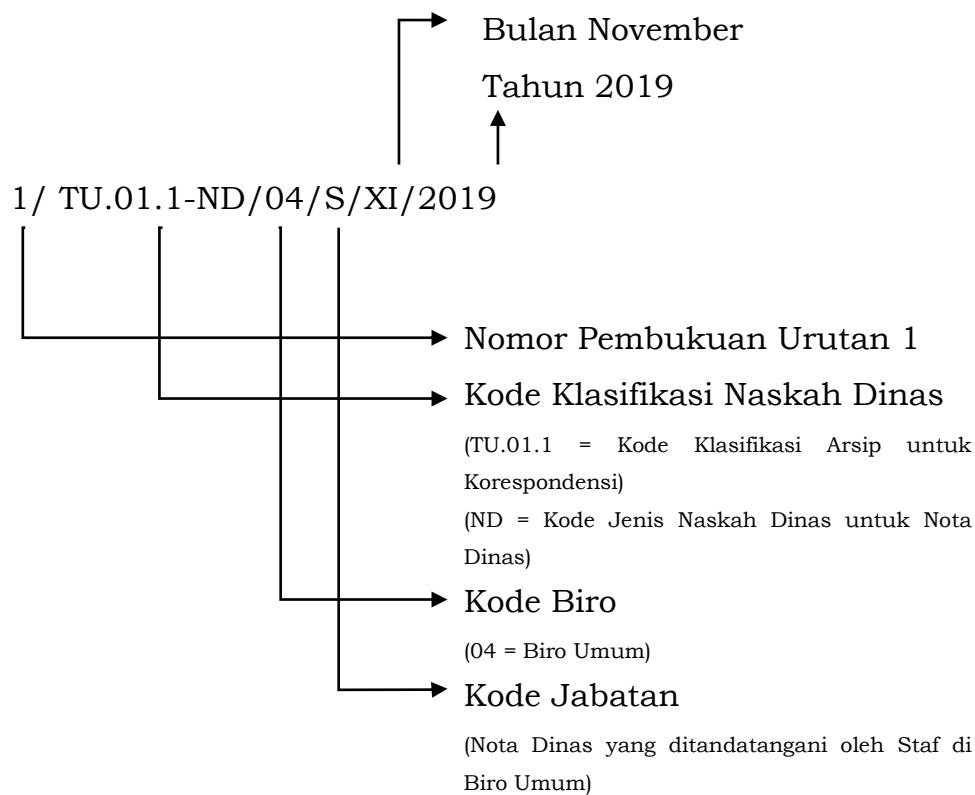 Bulan November
Tahun 2019
1/ TU.01.1-ND/04/S/XI/2019
Nomor Pembukuan Urutan 1
Kode Klasifikasi Naskah Dinas
(TU.01.1 = Kode Klasifikasi Arsip untuk
Korespondensi)
(ND = Kode Jenis Naskah Dinas untuk Nota
Dinas)
Kode Biro
(04 = Biro Umum)
Kode Jabatan
(Nota Dinas yang ditandatangani oleh Staf di
Biro Umum)